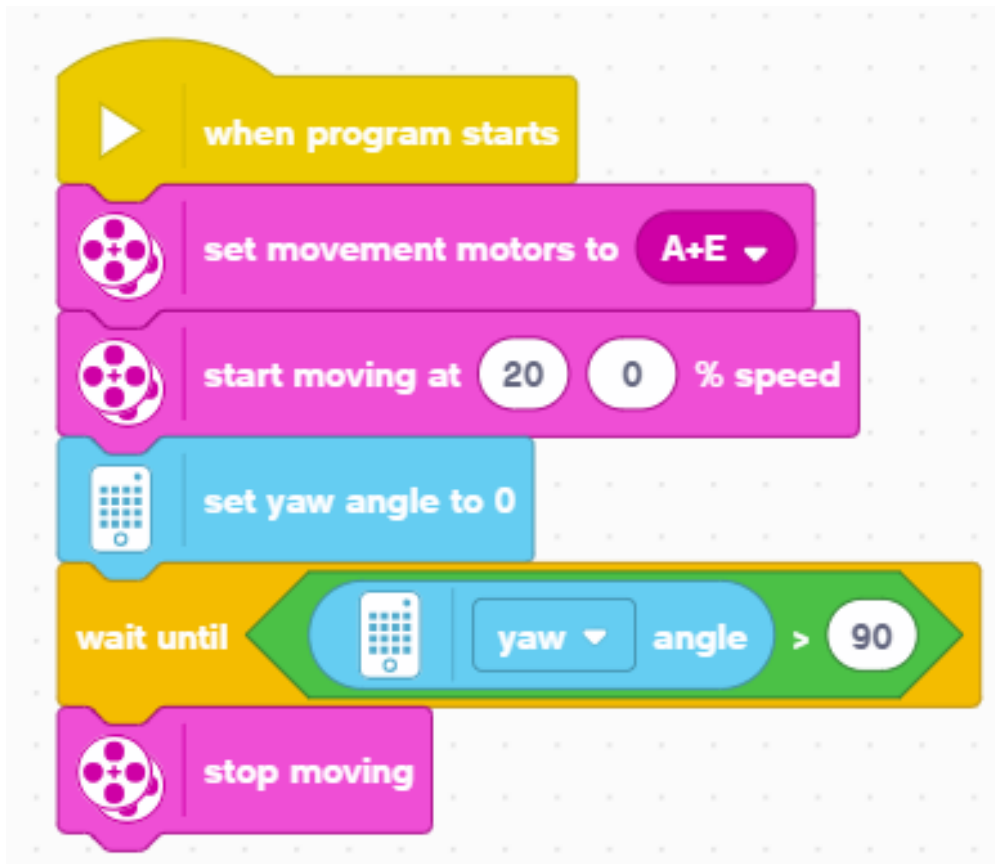 when program starts
set movement motors to A+E
start moving at 20 0 % speed
set yaw angle to 0
wait until yaw angle > 90
stop moving